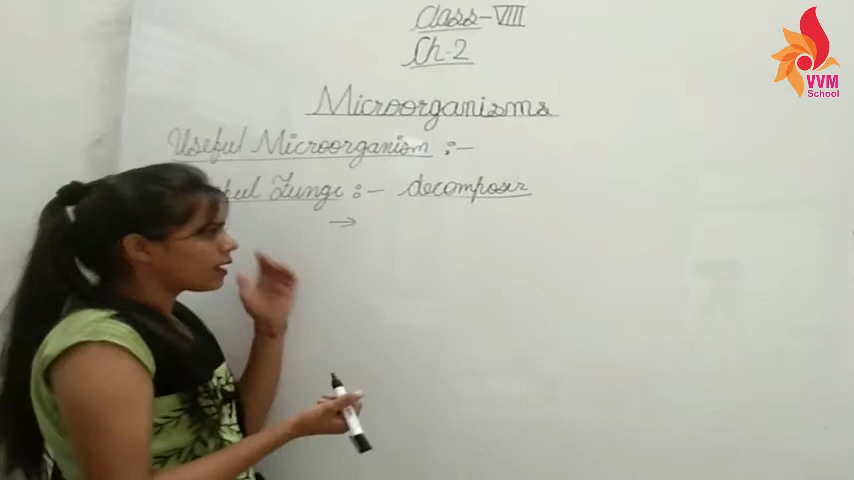 Class-VIII
Ch-2
Microorganisms
Useful Microorganism :-
Fungi :- decomposer
→
VVM
School